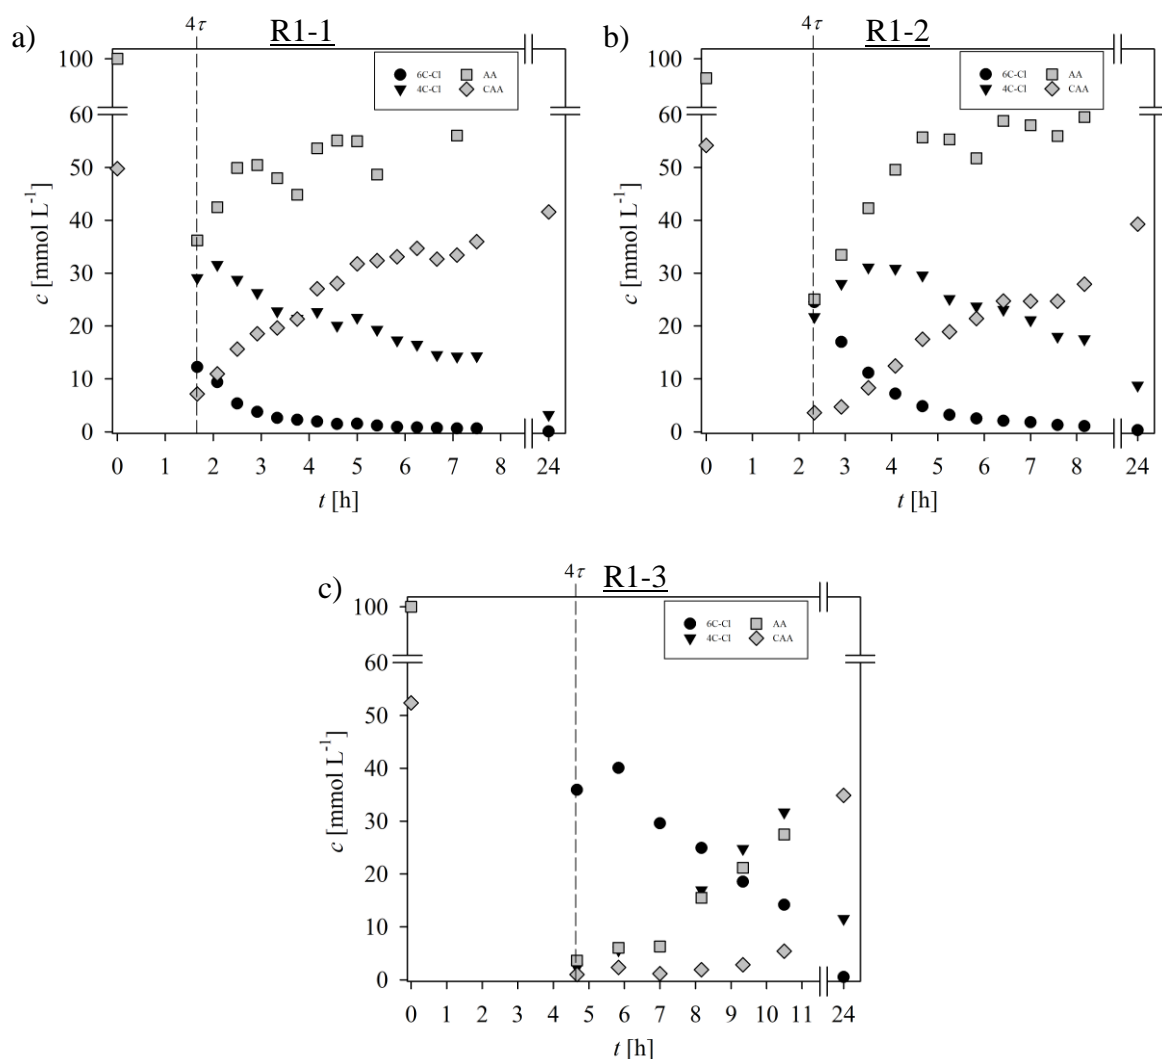 a)
4τ
R1-1
6C-Cl
AA
4C-Cl
CAA
100
60
50
40
30
20
10
0
c [mmol L⁻¹]
0 1 2 3 4 5 6 7 24
t [h]
b)
4τ
R1-2
6C-Cl
AA
4C-Cl
CAA
100
60
50
40
30
20
10
0
c [mmol L⁻¹]
0 1 2 3 4 5 6 7 8 24
t [h]
c)
4τ
R1-3
6C-Cl
AA
4C-Cl
CAA
100
60
50
40
30
20
10
0
c [mmol L⁻¹]
0 1 2 3 4 5 6 7 8 9 10 11 24
t [h]